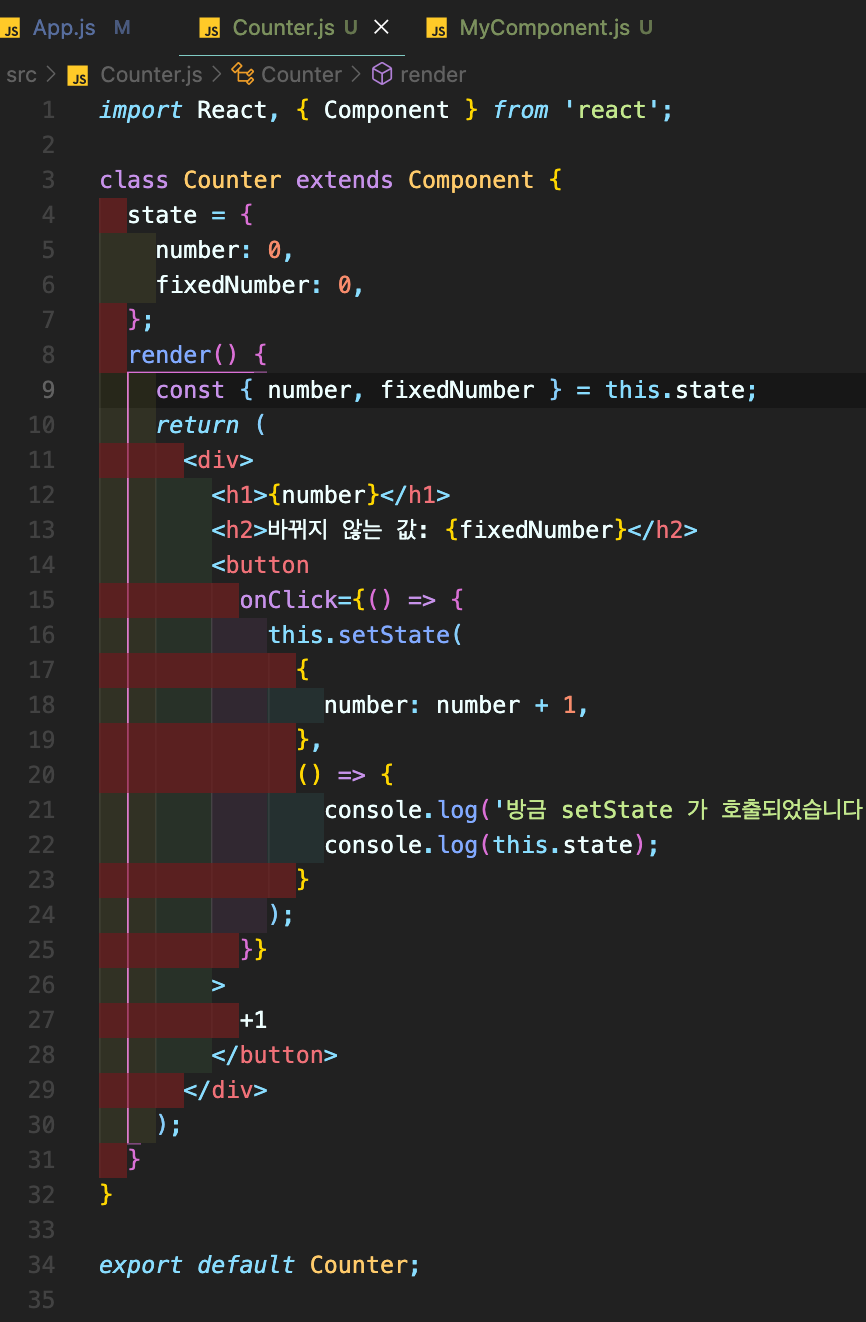 JS App.js M JS Counter.js U × JS MyComponent.js U
src > JS Counter.js > Counter > render
1 import React, { Component } from 'react';
2
3 class Counter extends Component {
4   state = {
5     number: 0,
6     fixedNumber: 0,
7   };
8   render() {
9     const { number, fixedNumber } = this.state;
10     return (
11       <div>
12         <h1>{number}</h1>
13         <h2>바뀌지 않는 값: {fixedNumber}</h2>
14         <button
15           onClick={() => {
16             this.setState(
17               {
18                 number: number + 1,
19               },
20               () => {
21                 console.log('방금 setState 가 호출되었습니다
22                 console.log(this.state);
23               }
24             );
25           }}
26         >
27           +1
28         </button>
29       </div>
30     );
31   }
32 }
33
34 export default Counter;
35